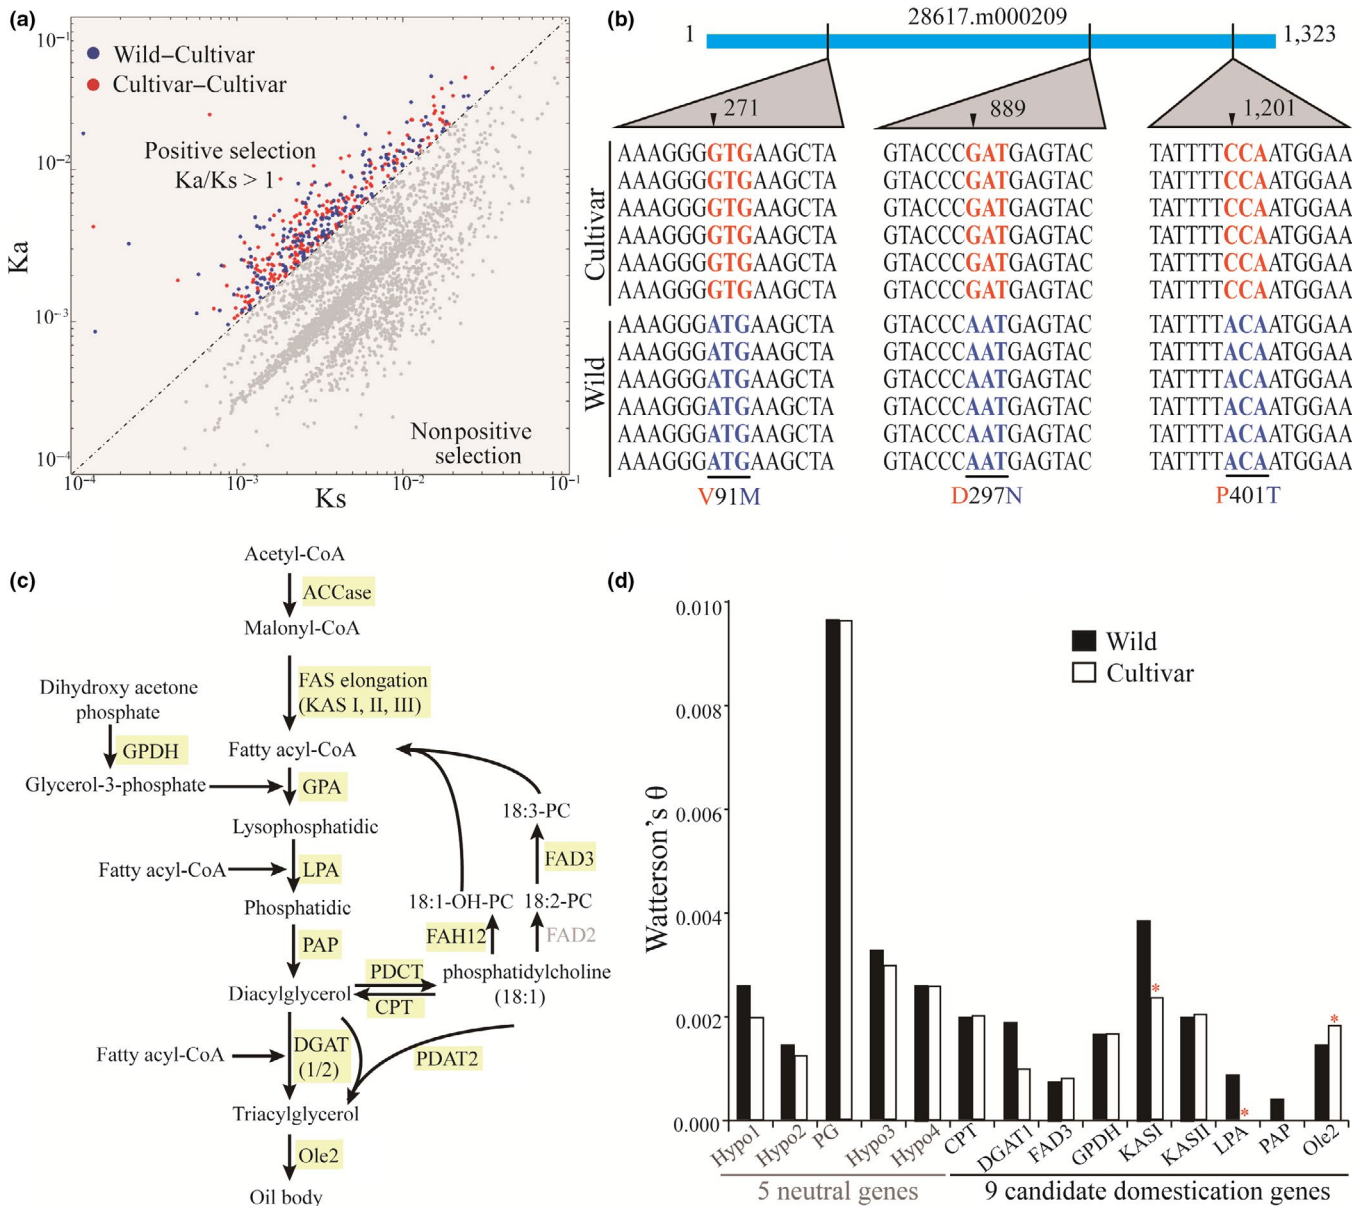 (a)
10⁻¹
10⁻²
10⁻³
10⁻⁴
Ka
Wild–Cultivar
Cultivar–Cultivar
Positive selection
Ka/Ks > 1
Nonpositive
selection
10⁻⁴
10⁻³
10⁻²
10⁻¹
Ks
(b)
28617.m000209
1
1,323
271
889
1,201
Cultivar
AAAGGGGTGAAGCTA GTACCCGATGAGTAC TATTTTCCAATGGAA
AAAGGGGTGAAGCTA GTACCCGATGAGTAC TATTTTCCAATGGAA
AAAGGGGTGAAGCTA GTACCCGATGAGTAC TATTTTCCAATGGAA
AAAGGGGTGAAGCTA GTACCCGATGAGTAC TATTTTCCAATGGAA
AAAGGGGTGAAGCTA GTACCCGATGAGTAC TATTTTCCAATGGAA
AAAGGGGTGAAGCTA GTACCCGATGAGTAC TATTTTCCAATGGAA
Wild
AAAGGGATGAAGCTA GTACCCAATGAGTAC TATTTTACAATGGAA
AAAGGGATGAAGCTA GTACCCAATGAGTAC TATTTTACAATGGAA
AAAGGGATGAAGCTA GTACCCAATGAGTAC TATTTTACAATGGAA
AAAGGGATGAAGCTA GTACCCAATGAGTAC TATTTTACAATGGAA
AAAGGGATGAAGCTA GTACCCAATGAGTAC TATTTTACAATGGAA
AAAGGGATGAAGCTA GTACCCAATGAGTAC TATTTTACAATGGAA
V91M D297N P401T
(c)
Acetyl-CoA
ACCase
Malonyl-CoA
FAS elongation
(KAS I, II, III)
Dihydroxy acetone
phosphate
GPDH
Fatty acyl-CoA
Glycerol-3-phosphate
GPA
Lysophosphatidic
Fatty acyl-CoA
LPA
Phosphatidic
PAP
Diacylglycerol
PDCT
CPT
18:3-PC
FAD3
18:1-OH-PC
18:2-PC
FAH12
FAD2
phosphatidylcholine
(18:1)
Fatty acyl-CoA
DGAT
(1/2)
PDAT2
Triacylglycerol
Ole2
Oil body
(d)
0.010
0.008
0.006
0.004
0.002
0.000
Watterson's θ
Wild
Cultivar
*
*
*
Hypo1
Hypo2
PG
Hypo3
Hypo4
CPT
DGAT1
FAD3
GPDH
KASI
KASII
LPA
PAP
Ole2
5 neutral genes
9 candidate domestication genes